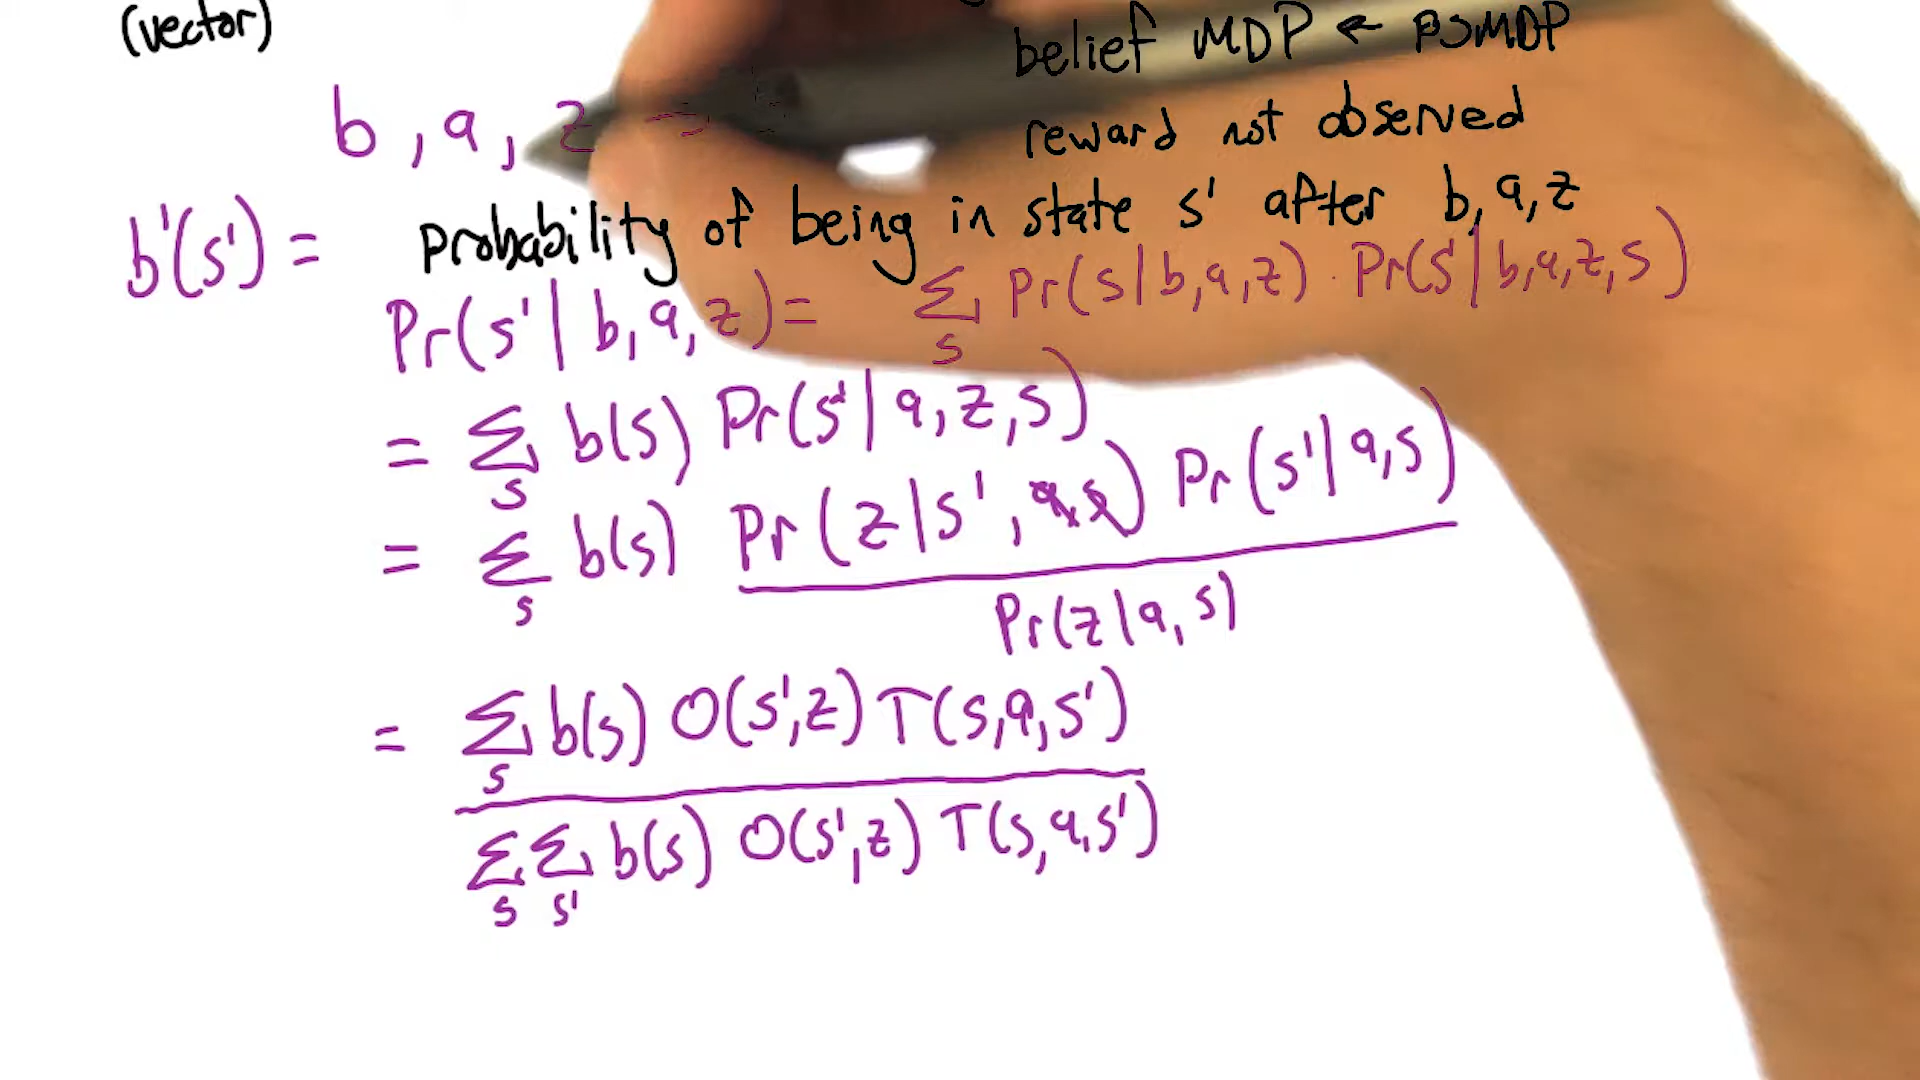 (vector)
belief MDP ← POMDP
b, a, z →
reward not observed
b'(s') = probability of being in state s' after b, a, z
Pr(s' | b, a, z) = Σ_s Pr(s | b, a, z) · Pr(s' | b, a, z, s)
= Σ_s b(s) Pr(s' | a, z, s)
= Σ_s b(s) Pr(z | s', a, s) Pr(s' | a, s)
Pr(z | a, s)
= Σ_s b(s) O(s', z) T(s, a, s')
Σ_s Σ_s' b(s) O(s', z) T(s, a, s')